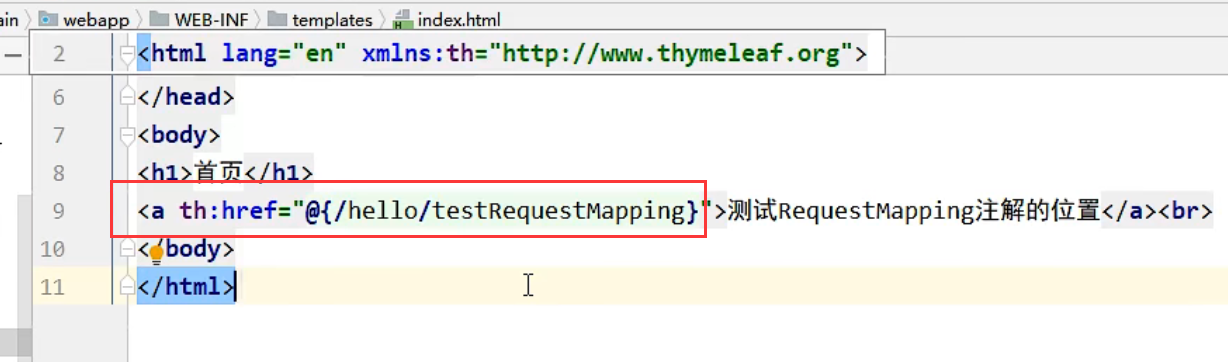 ain webapp WEB-INF templates index.html
2 <html lang="en" xmlns:th="http://www.thymeleaf.org">
6 </head>
7 <body>
8 <h1>首页</h1>
9 <a th:href="@{/hello/testRequestMapping}">测试RequestMapping注解的位置</a><br>
10 </body>
11 </html>